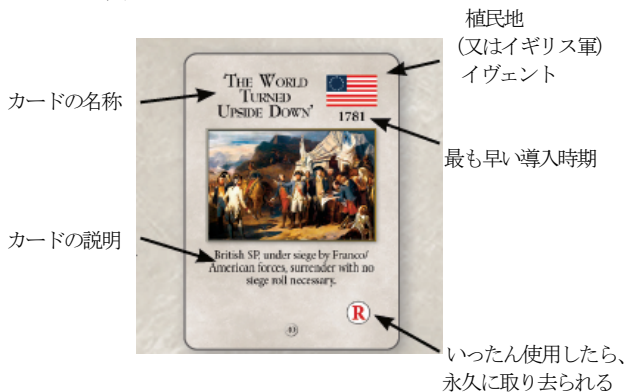 植民地
(又はイギリス軍)
イヴェント
カードの名称
'THE WORLD
TURNED
UPSIDE DOWN'
1781
最も早い導入時期
カードの説明
British SP, under siege by Franco/
American forces, surrender with no
siege roll necessary.
R
いったん使用したら、
永久に取り去られる